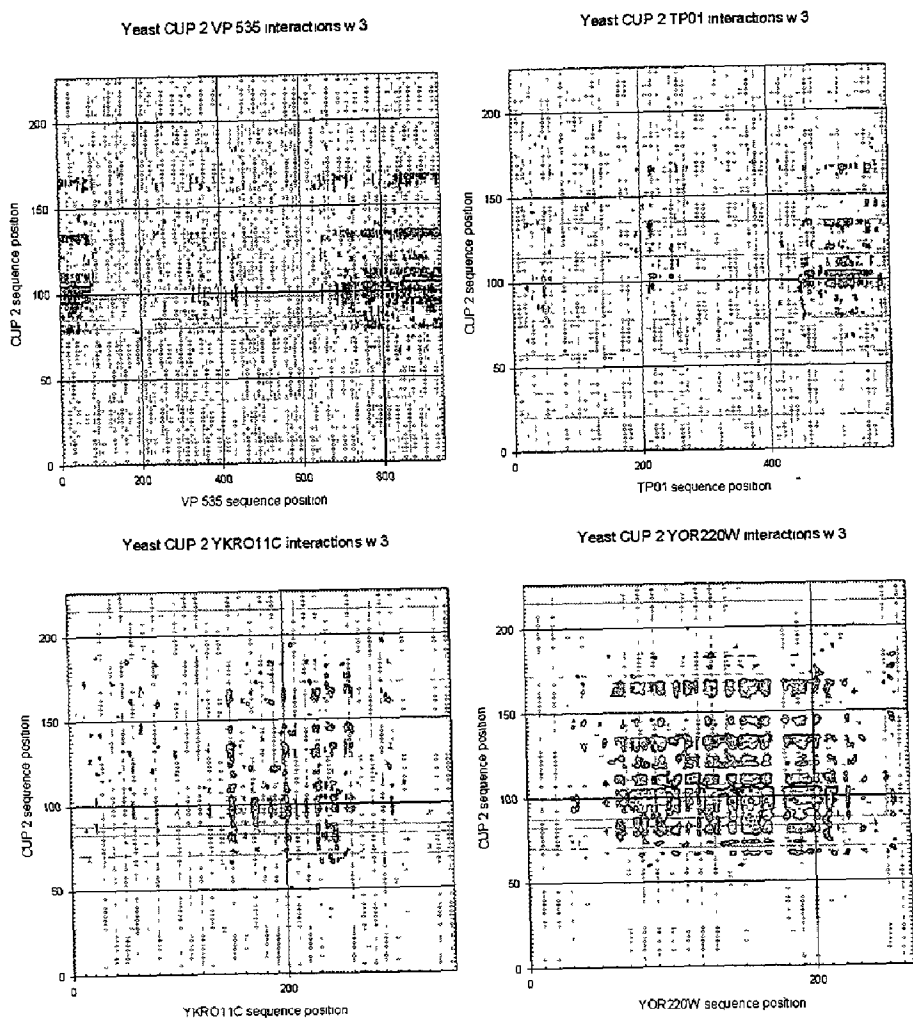 Yeast CUP 2 VP 535 interactions w 3
CUP 2 sequence position
200
150
100
50
0
0
200
400
600
800
VP 535 sequence position
Yeast CUP 2 TP01 interactions w 3
CUP 2 sequence position
200
150
100
50
0
0
200
400
TP01 sequence position
Yeast CUP 2 YKRO11C interactions w 3
CUP 2 sequence position
200
150
100
50
0
200
YKRO11C sequence position
Yeast CUP 2 YOR220W interactions w 3
CUP 2 sequence position
200
150
100
50
0
200
YOR220W sequence position